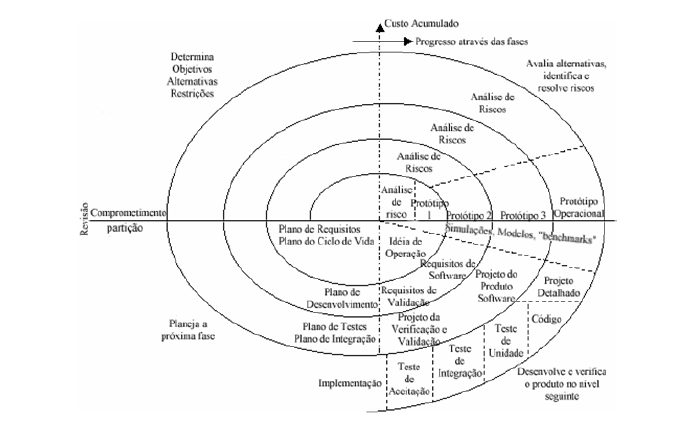 Custo Acumulado
Progresso através das fases
Determina
Objetivos
Alternativas
Restrições
Avalia alternativas,
identifica e
resolve riscos
Análise de
Riscos
Análise de
Riscos
Análise de
Riscos
Análise
de
risco
Protótipo
1
Protótipo 2
Protótipo 3
Protótipo
Operacional
Revisão
Comprometimento
partição
Simulações, Modelos, "benchmarks"
Plano de Requisitos
Plano do Ciclo de Vida
Idéia de
Operação
Requisitos de
Software
Projeto do
Produto
Software
Projeto
Detalhado
Plano de
Desenvolvimento
Requisitos de
Validação
Planeja a
próxima fase
Plano de Testes
Plano de Integração
Projeto da
Verificação e
Validação
Código
Teste
de
Unidade
Teste
de
Integração
Teste
de
Aceitação
Implementação
Desenvolve e verifica
o produto no nível
seguinte